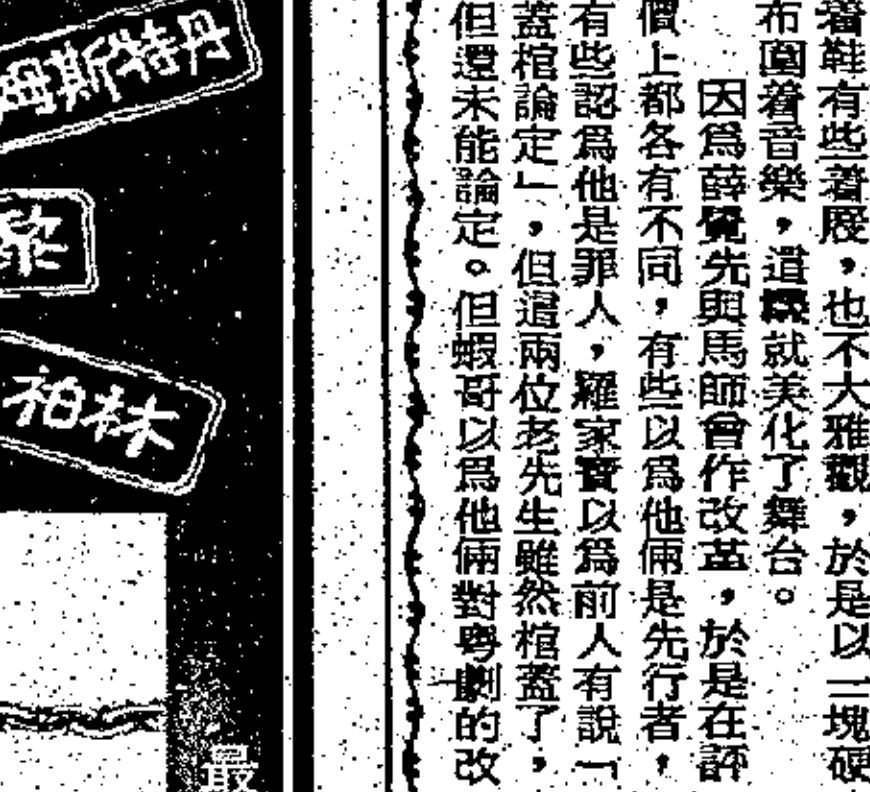 着鞋有些着屐，也不大雅觀，於是以一塊硬
布圍着音樂，這樣就美化了舞台。
因爲薛覺先與馬師曾作改革，於是在評
價上都各有不同，有些以爲他倆是先行者，
有些認爲他是罪人，羅家寶以爲前人有說「
蓋棺論定」，但這兩位老先生雖然棺蓋了，
但還未能論定。但蝦哥以爲他倆對粵劇的改
姆斯特丹
黎
柏林
最